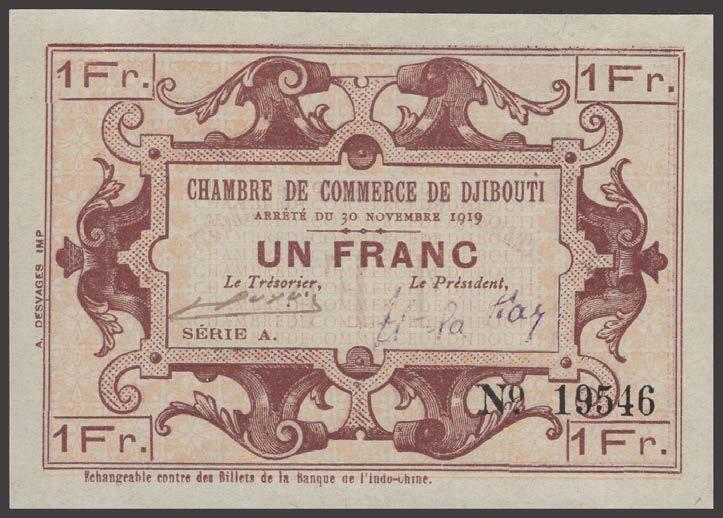 1Fr. 1Fr.
CHAMBRE DE COMMERCE DE DJIBOUTI
ARRÊTÉ DU 30 NOVEMBRE 1919
UN FRANC
Le Trésorier, Le Président,
SÉRIE A.
Nº 19546
1Fr. 1Fr.
Echangeable contre des Billets de la Banque de l'Indo-Chine.
A. DESVAGES IMP